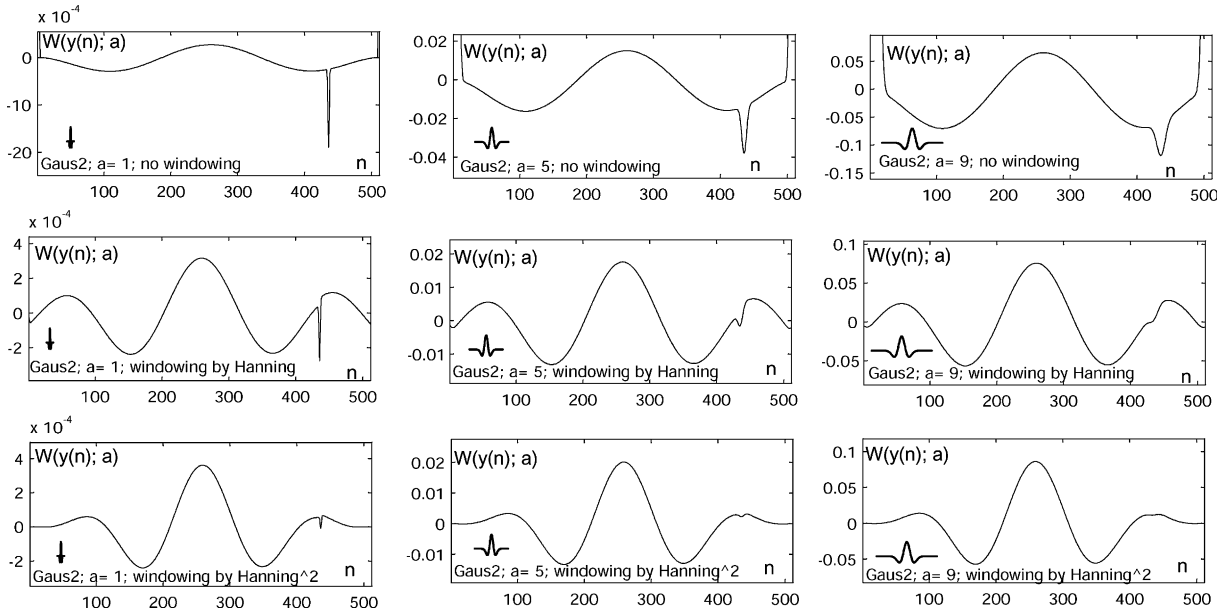 x 10^-4
W(y(n); a)
0
-10
-20
Gaus2; a= 1; no windowing
n
0 100 200 300 400 500
W(y(n); a)
0.02
0
-0.02
-0.04
Gaus2; a= 5; no windowing
n
0 100 200 300 400 500
W(y(n); a)
0.05
0
-0.05
-0.1
-0.15
Gaus2; a= 9; no windowing
n
0 100 200 300 400 500
x 10^-4
W(y(n); a)
4
2
0
-2
Gaus2; a= 1; windowing by Hanning
n
100 200 300 400 500
W(y(n); a)
0.02
0.01
0
-0.01
Gaus2; a= 5; windowing by Hanning
n
100 200 300 400 500
W(y(n); a)
0.1
0.05
0
-0.05
Gaus2; a= 9; windowing by Hanning
n
100 200 300 400 500
x 10^-4
W(y(n); a)
4
2
0
-2
Gaus2; a= 1; windowing by Hanning^2
n
100 200 300 400 500
W(y(n); a)
0.02
0.01
0
-0.01
Gaus2; a= 5; windowing by Hanning^2
n
100 200 300 400 500
W(y(n); a)
0.1
0.05
0
-0.05
Gaus2; a= 9; windowing by Hanning^2
n
100 200 300 400 500